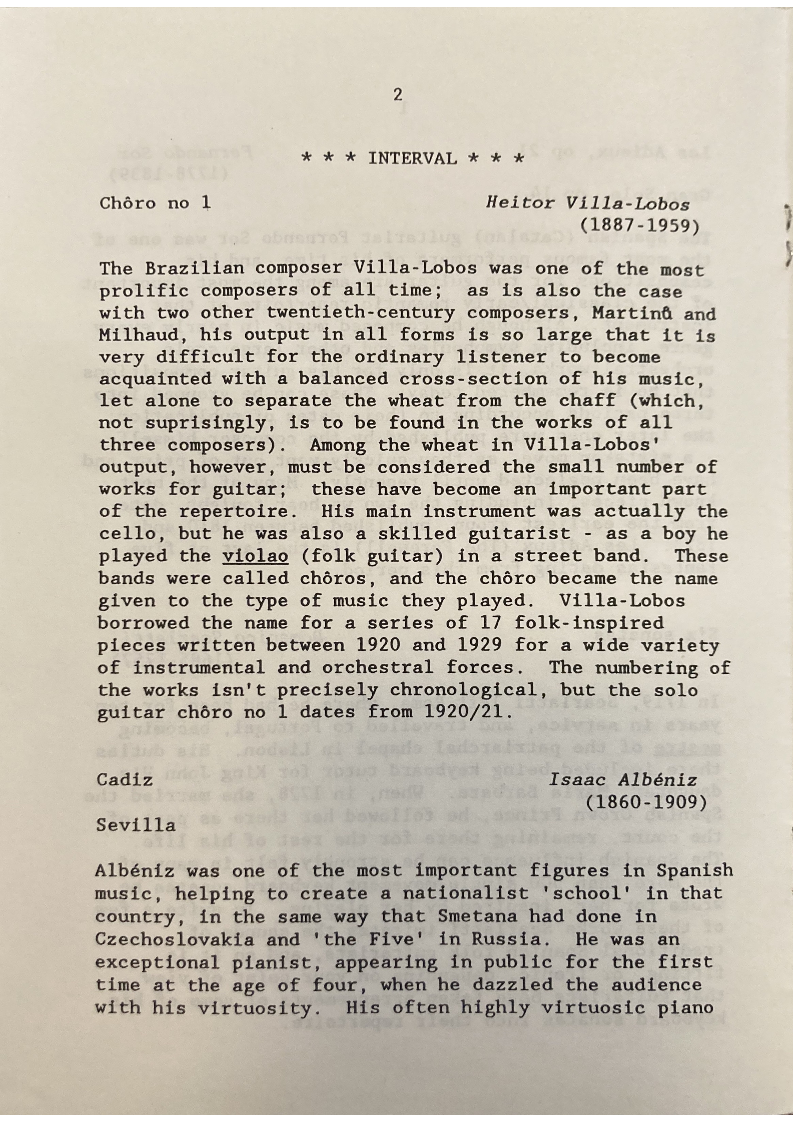 2
* * * INTERVAL * * *
Chôro no 1 Heitor Villa-Lobos
(1887-1959)
The Brazilian composer Villa-Lobos was one of the most
prolific composers of all time; as is also the case
with two other twentieth-century composers, Martinů and
Milhaud, his output in all forms is so large that it is
very difficult for the ordinary listener to become
acquainted with a balanced cross-section of his music,
let alone to separate the wheat from the chaff (which,
not suprisingly, is to be found in the works of all
three composers). Among the wheat in Villa-Lobos'
output, however, must be considered the small number of
works for guitar; these have become an important part
of the repertoire. His main instrument was actually the
cello, but he was also a skilled guitarist - as a boy he
played the violao (folk guitar) in a street band. These
bands were called chôros, and the chôro became the name
given to the type of music they played. Villa-Lobos
borrowed the name for a series of 17 folk-inspired
pieces written between 1920 and 1929 for a wide variety
of instrumental and orchestral forces. The numbering of
the works isn't precisely chronological, but the solo
guitar chôro no 1 dates from 1920/21.
Cadiz Isaac Albéniz
(1860-1909)
Sevilla
Albéniz was one of the most important figures in Spanish
music, helping to create a nationalist 'school' in that
country, in the same way that Smetana had done in
Czechoslovakia and 'the Five' in Russia. He was an
exceptional pianist, appearing in public for the first
time at the age of four, when he dazzled the audience
with his virtuosity. His often highly virtuosic piano